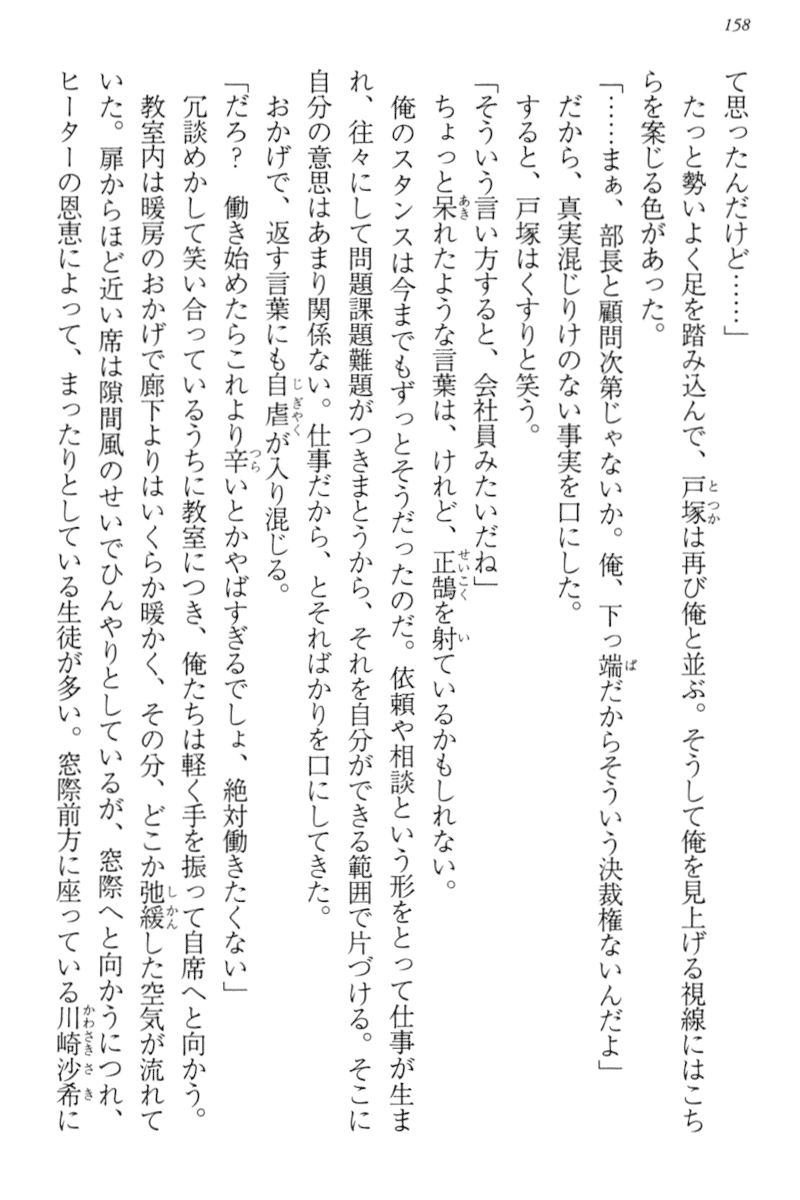 158
て思ったんだけど……」
たっと勢いよく足を踏み込んで、戸塚は再び俺と並ぶ。そうして俺を見上げる視線にはこち
らを案じる色があった。
「……まぁ、部長と顧問次第じゃないか。俺、下っ端だからそういう決裁権ないんだよ」
だから、真実混じりけのない事実を口にした。
すると、戸塚はくすりと笑う。
「そういう言い方すると、会社員みたいだね」
ちょっと呆れたような言葉は、けれど、正鵠を射ているかもしれない。
俺のスタンスは今までもずっとそうだったのだ。依頼や相談という形をとって仕事が生ま
れ、往々にして問題課題難題がつきまとうから、それを自分ができる範囲で片づける。そこに
自分の意思はあまり関係ない。仕事だから、とそればかりを口にしてきた。
おかげで、返す言葉にも自虐が入り混じる。
「だろ？　働き始めたらこれより辛いとかやばすぎるでしょ、絶対働きたくない」
冗談めかして笑い合っているうちに教室につき、俺たちは軽く手を振って自席へと向かう。
教室内は暖房のおかげで廊下よりはいくらか暖かく、その分、どこか弛緩した空気が流れて
いた。扉からほど近い席は隙間風のせいでひんやりとしているが、窓際へと向かうにつれ、
ヒーターの恩恵によって、まったりとしている生徒が多い。窓際前方に座っている川崎沙希に